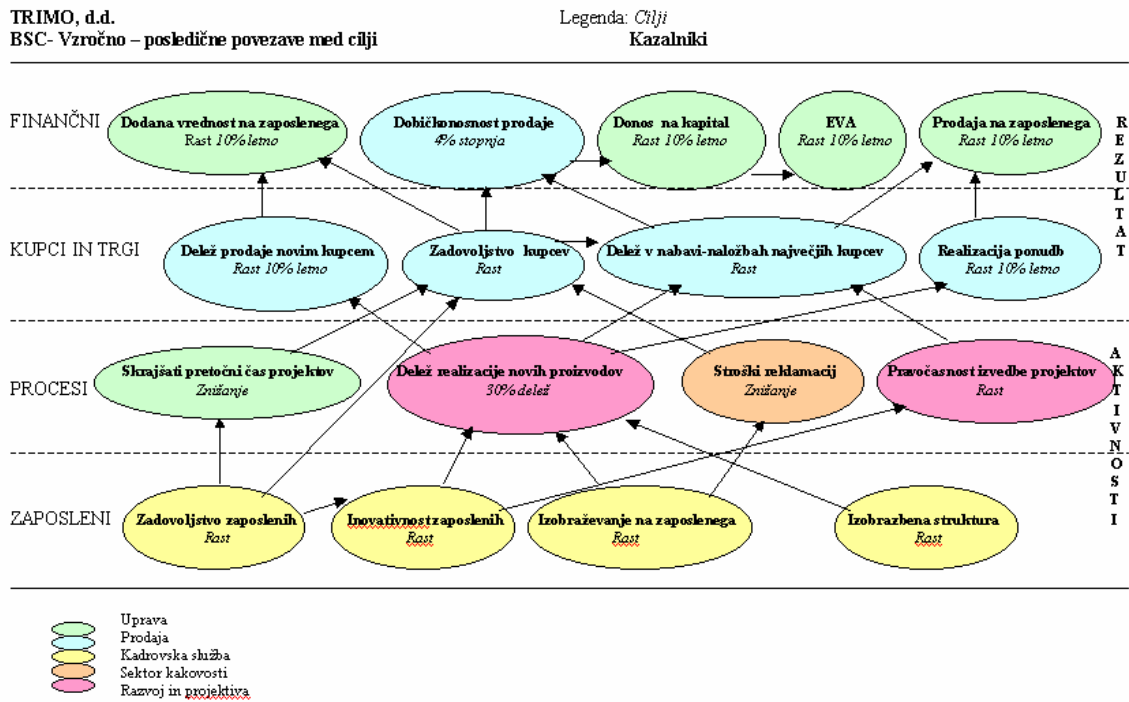 TRIMO, d.d.
Legenda: Cilji
BSC- Vzročno – posledične povezave med cilji
Kazalniki
FINANČNI
Dodana vrednost na zaposlenega
Rast 10% letno
Dobičkonosnost prodaje
4% stopnja
Donos na kapital
Rast 10% letno
EVA
Rast 10% letno
Prodaja na zaposlenega
Rast 10% letno
REZULTAT
KUPCI IN TRGI
Delež prodaje novim kupcem
Rast 10% letno
Zadovoljstvo kupcev
Rast
Delež v nabavi-naložbah največjih kupcev
Rast
Realizacija ponudb
Rast 10% letno
PROCESI
Skrajšati pretočni čas projektov
Znižanje
Delež realizacije novih proizvodov
30% delež
Stroški reklamacij
Znižanje
Pravočasnost izvedbe projektov
Rast
AKTIVNOSTI
ZAPOSLENI
Zadovoljstvo zaposlenih
Rast
Inovativnost zaposlenih
Rast
Izobraževanje na zaposlenega
Rast
Izobrazbena struktura
Rast
Uprava
Prodaja
Kadrovska služba
Sektor kakovosti
Razvoj in projektiva